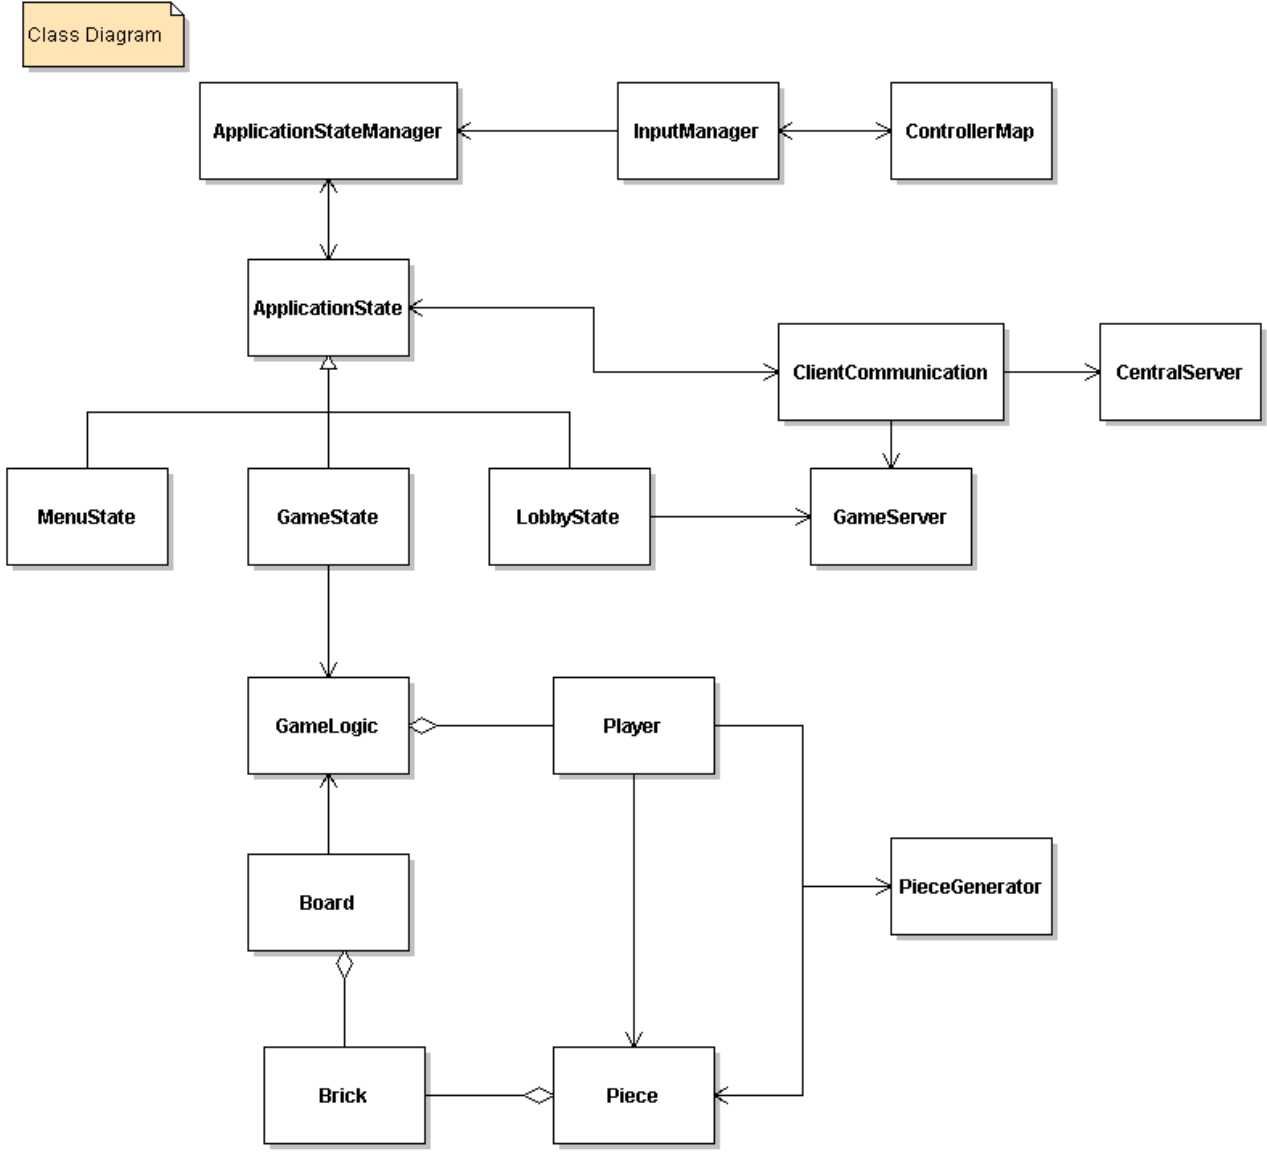 Class Diagram
ApplicationStateManager
InputManager
ControllerMap
ApplicationState
ClientCommunication
CentralServer
MenuState
GameState
LobbyState
GameServer
GameLogic
Player
PieceGenerator
Board
Brick
Piece